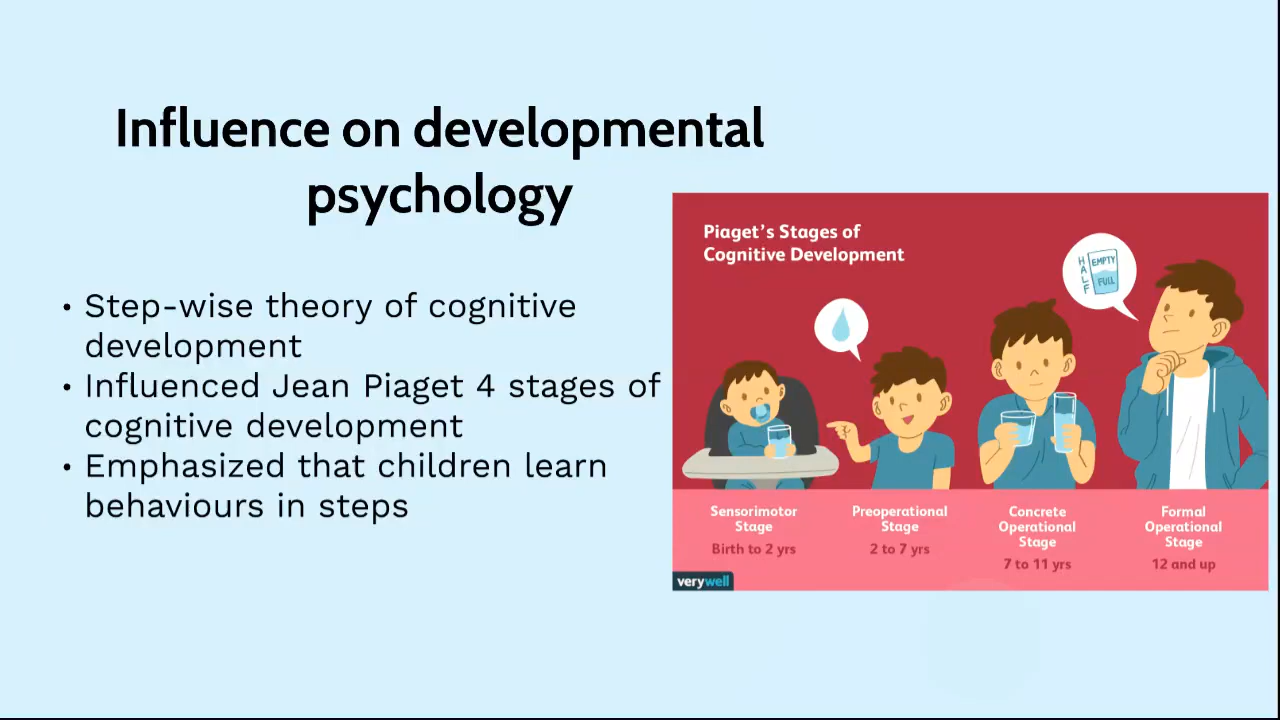 Influence on developmental
psychology
• Step-wise theory of cognitive
development
• Influenced Jean Piaget 4 stages of
cognitive development
• Emphasized that children learn
behaviours in steps
Piaget's Stages of
Cognitive Development
HALF
EMPTY
FULL
Sensorimotor
Stage
Birth to 2 yrs
Preoperational
Stage
2 to 7 yrs
Concrete
Operational
Stage
7 to 11 yrs
Formal
Operational
Stage
12 and up
verywell